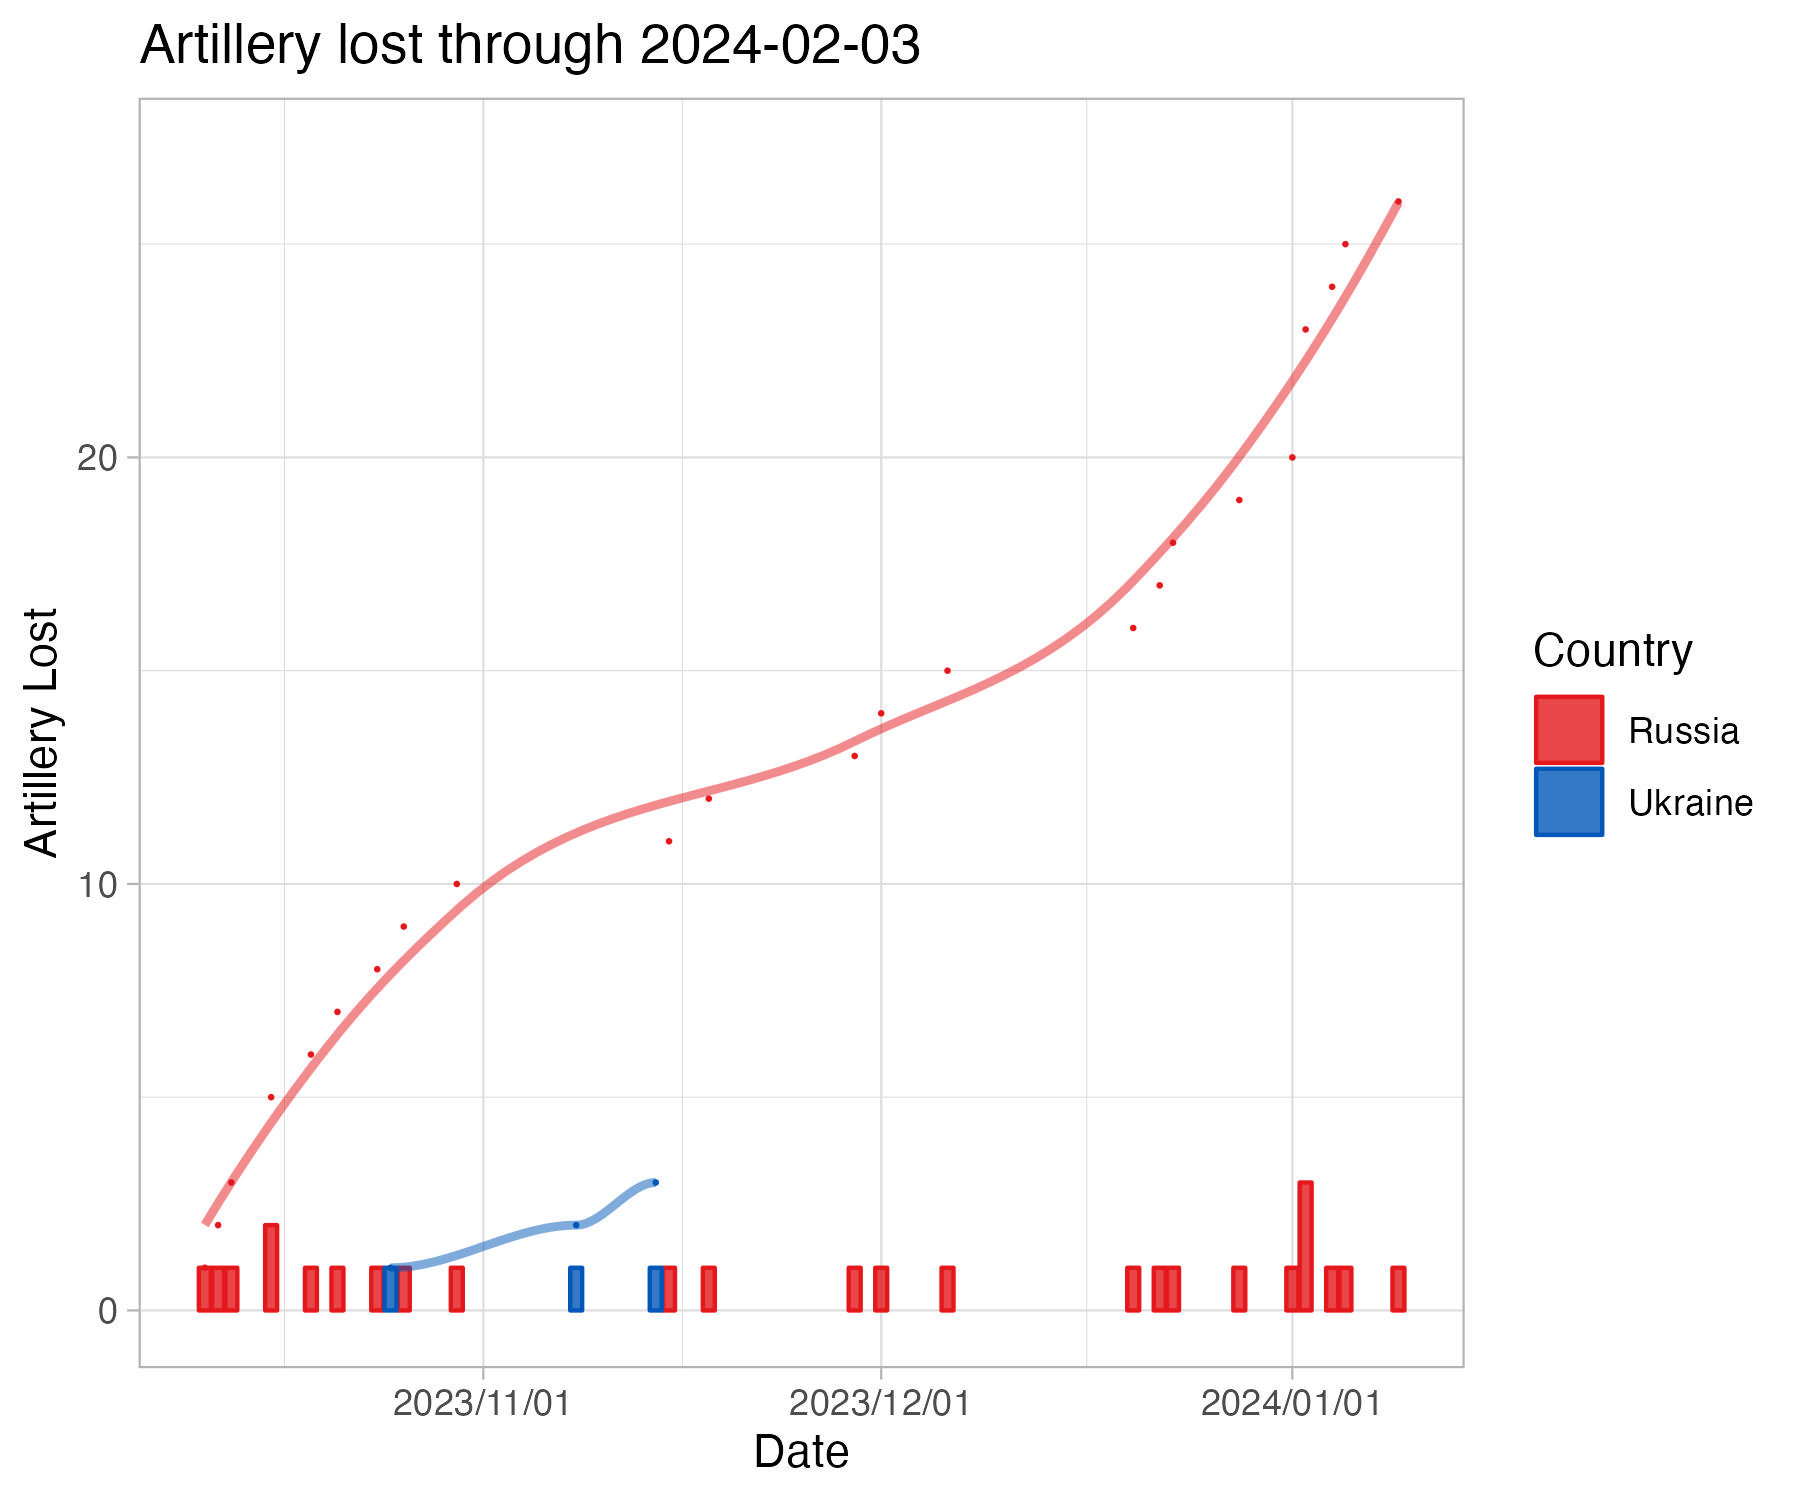 Artillery lost through 2024-02-03
Artillery Lost
20
10
0
2023/11/01
2023/12/01
2024/01/01
Date
Country
Russia
Ukraine